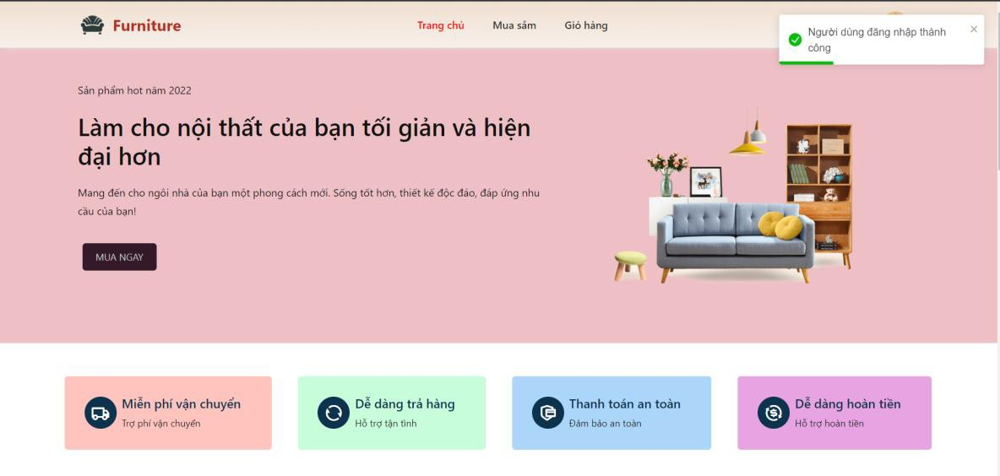 Furniture
Trang chủ
Mua sắm
Giỏ hàng
Người dùng đăng nhập thành
công
Sản phẩm hot năm 2022
Làm cho nội thất của bạn tối giản và hiện
đại hơn
Mang đến cho ngôi nhà của bạn một phong cách mới. Sống tốt hơn, thiết kế độc đáo, đáp ứng nhu
cầu của bạn!
MUA NGAY
Miễn phí vận chuyển
Trợ phí vận chuyển
Dễ dàng trả hàng
Hỗ trợ tận tình
Thanh toán an toàn
Đảm bảo an toàn
Dễ dàng hoàn tiền
Hỗ trợ hoàn tiền